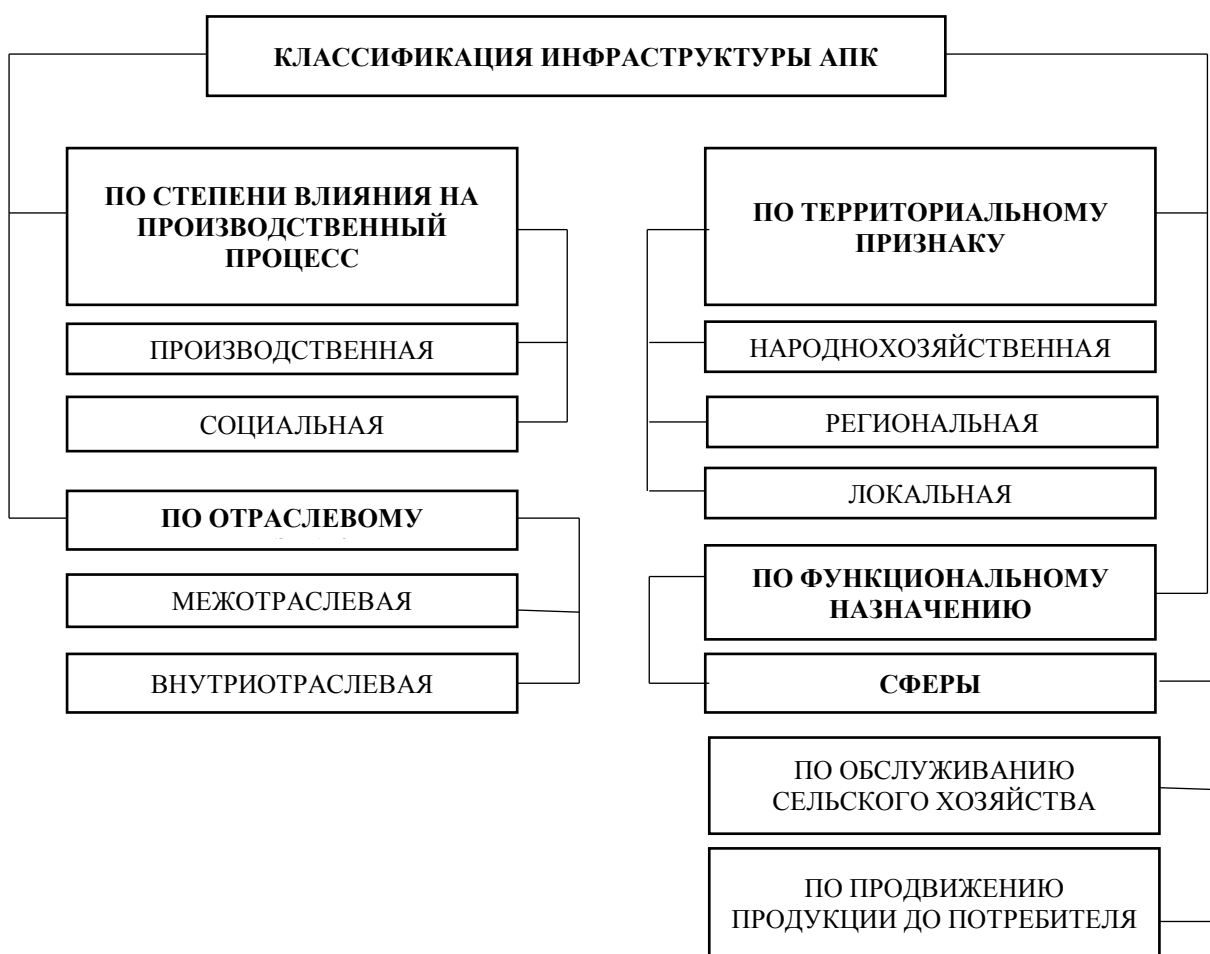 КЛАССИФИКАЦИЯ ИНФРАСТРУКТУРЫ АПК
ПО СТЕПЕНИ ВЛИЯНИЯ НА
ПРОИЗВОДСТВЕННЫЙ
ПРОЦЕСС
ПРОИЗВОДСТВЕННАЯ
СОЦИАЛЬНАЯ
ПО ОТРАСЛЕВОМУ
МЕЖОТРАСЛЕВАЯ
ВНУТРИОТРАСЛЕВАЯ
ПО ТЕРРИТОРИАЛЬНОМУ
ПРИЗНАКУ
НАРОДНОХОЗЯЙСТВЕННАЯ
РЕГИОНАЛЬНАЯ
ЛОКАЛЬНАЯ
ПО ФУНКЦИОНАЛЬНОМУ
НАЗНАЧЕНИЮ
СФЕРЫ
ПО ОБСЛУЖИВАНИЮ
СЕЛЬСКОГО ХОЗЯЙСТВА
ПО ПРОДВИЖЕНИЮ
ПРОДУКЦИИ ДО ПОТРЕБИТЕЛЯ